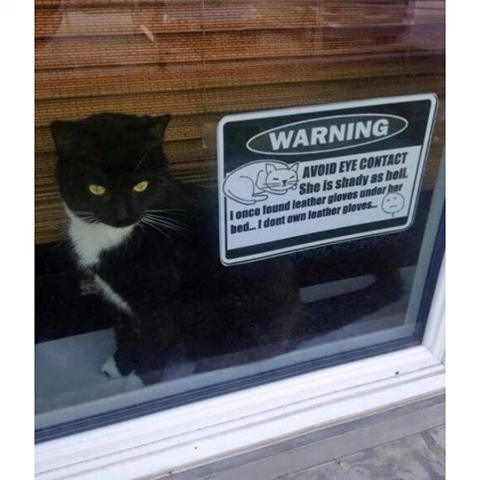 WARNING
AVOID EYE CONTACT
She is shady as hell.
I once found leather gloves under her
bed... I dont own leather gloves...